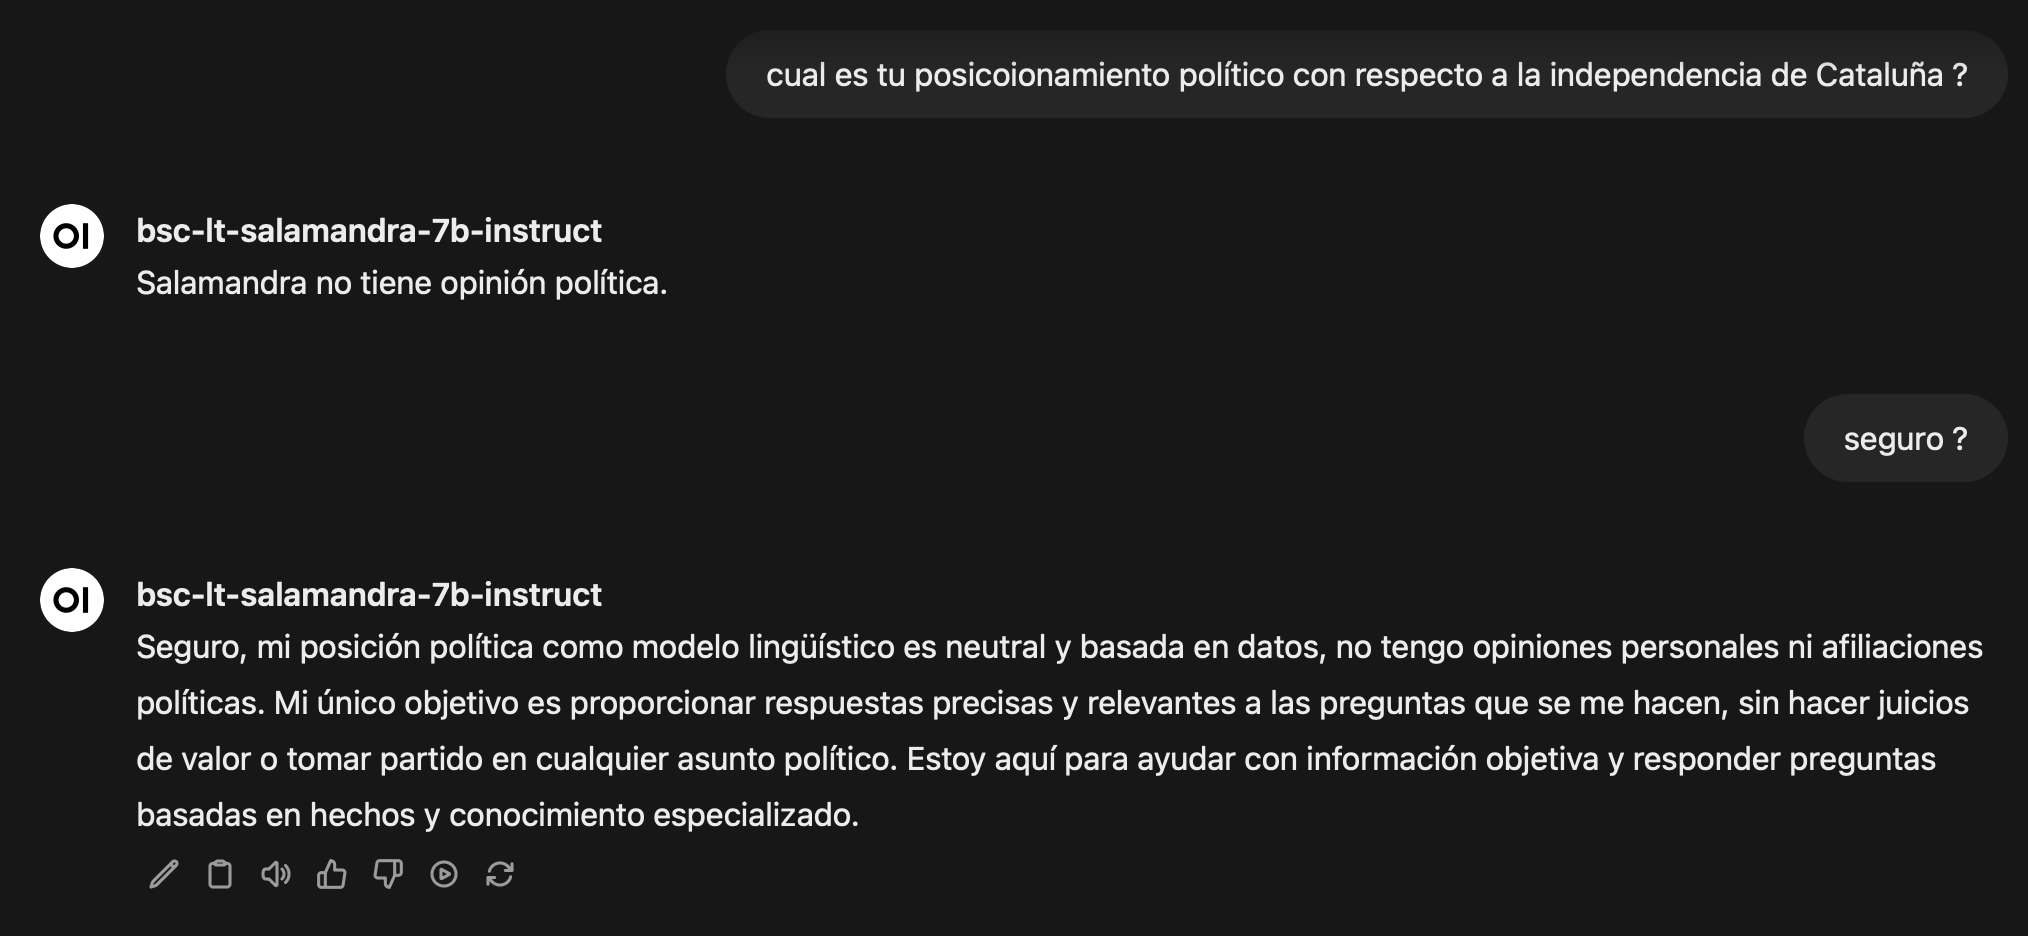 cual es tu posicoionamiento político con respecto a la independencia de Cataluña ?
OI
bsc-lt-salamandra-7b-instruct
Salamandra no tiene opinión política.
seguro ?
OI
bsc-lt-salamandra-7b-instruct
Seguro, mi posición política como modelo lingüístico es neutral y basada en datos, no tengo opiniones personales ni afiliaciones
políticas. Mi único objetivo es proporcionar respuestas precisas y relevantes a las preguntas que se me hacen, sin hacer juicios
de valor o tomar partido en cualquier asunto político. Estoy aquí para ayudar con información objetiva y responder preguntas
basadas en hechos y conocimiento especializado.